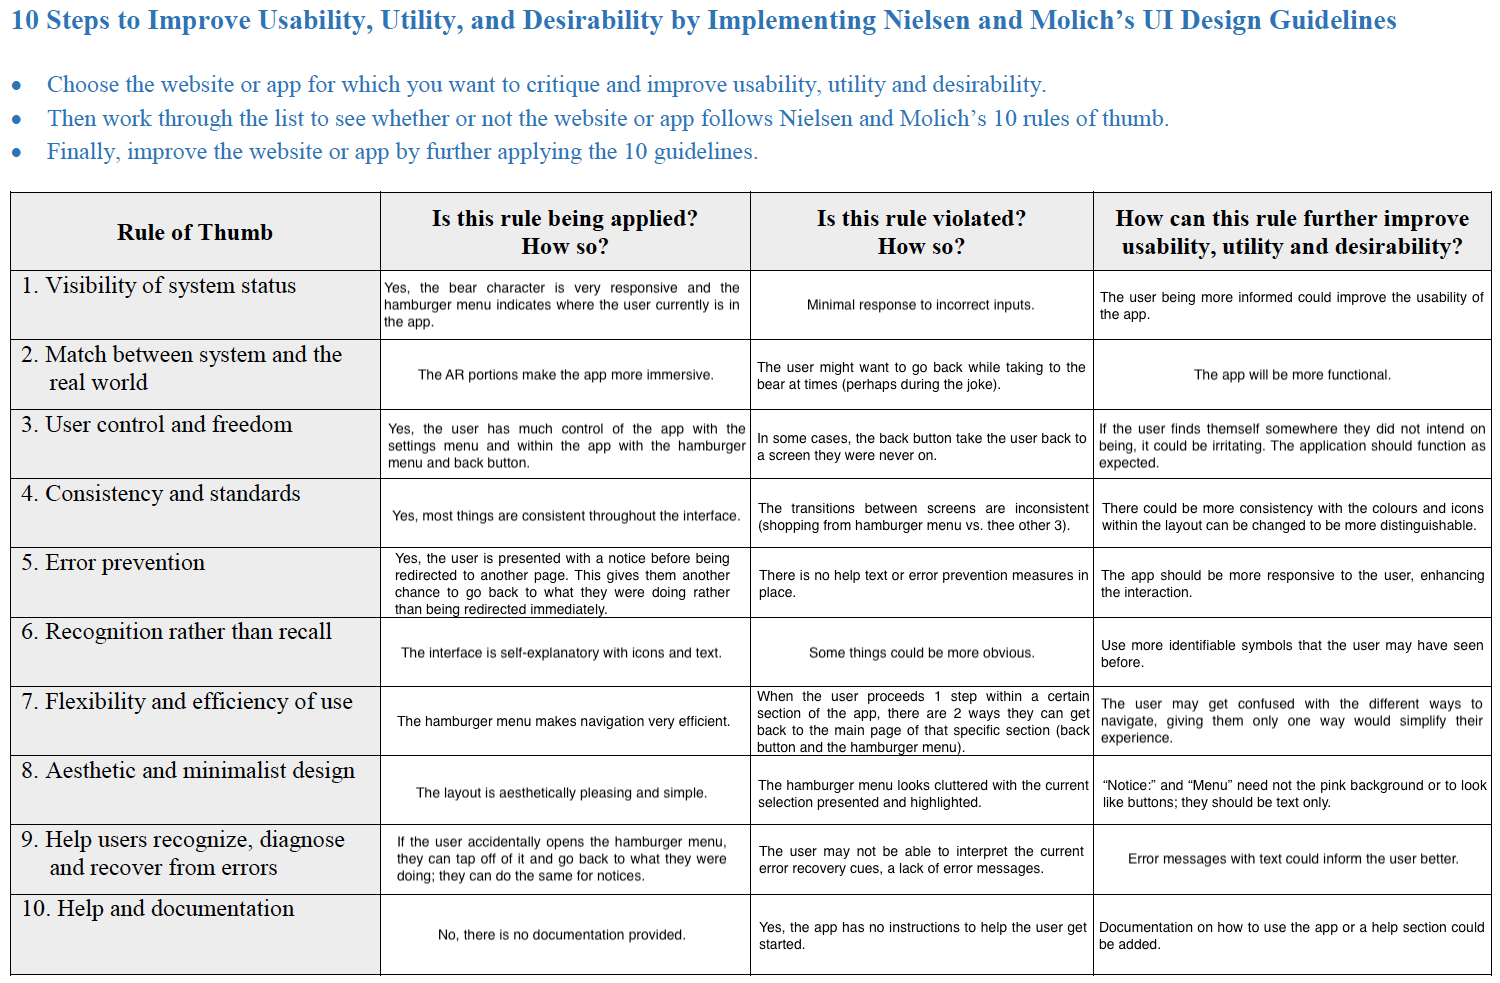 10 Steps to Improve Usability, Utility, and Desirability by Implementing Nielsen and Molich’s UI Design Guidelines
• Choose the website or app for which you want to critique and improve usability, utility and desirability.
• Then work through the list to see whether or not the website or app follows Nielsen and Molich’s 10 rules of thumb.
• Finally, improve the website or app by further applying the 10 guidelines.
Rule of Thumb
Is this rule being applied?
How so?
Is this rule violated?
How so?
How can this rule further improve
usability, utility and desirability?
1. Visibility of system status
Yes, the bear character is very responsive and the
hamburger menu indicates where the user currently is in
the app.
Minimal response to incorrect inputs.
The user being more informed could improve the usability of
the app.
2. Match between system and the
real world
The AR portions make the app more immersive.
The user might want to go back while taking to the
bear at times (perhaps during the joke).
The app will be more functional.
3. User control and freedom
Yes, the user has much control of the app with the
settings menu and within the app with the hamburger
menu and back button.
In some cases, the back button take the user back to
a screen they were never on.
If the user finds themself somewhere they did not intend on
being, it could be irritating. The application should function as
expected.
4. Consistency and standards
Yes, most things are consistent throughout the interface.
The transitions between screens are inconsistent
(shopping from hamburger menu vs. thee other 3).
There could be more consistency with the colours and icons
within the layout can be changed to be more distinguishable.
5. Error prevention
Yes, the user is presented with a notice before being
redirected to another page. This gives them another
chance to go back to what they were doing rather
than being redirected immediately.
There is no help text or error prevention measures in
place.
The app should be more responsive to the user, enhancing
the interaction.
6. Recognition rather than recall
The interface is self-explanatory with icons and text.
Some things could be more obvious.
Use more identifiable symbols that the user may have seen
before.
7. Flexibility and efficiency of use
The hamburger menu makes navigation very efficient.
When the user proceeds 1 step within a certain
section of the app, there are 2 ways they can get
back to the main page of that specific section (back
button and the hamburger menu).
The user may get confused with the different ways to
navigate, giving them only one way would simplify their
experience.
8. Aesthetic and minimalist design
The layout is aesthetically pleasing and simple.
The hamburger menu looks cluttered with the current
selection presented and highlighted.
“Notice:” and “Menu” need not the pink background or to look
like buttons; they should be text only.
9. Help users recognize, diagnose
and recover from errors
If the user accidentally opens the hamburger menu,
they can tap off of it and go back to what they were
doing; they can do the same for notices.
The user may not be able to interpret the current
error recovery cues, a lack of error messages.
Error messages with text could inform the user better.
10. Help and documentation
No, there is no documentation provided.
Yes, the app has no instructions to help the user get
started.
Documentation on how to use the app or a help section could
be added.